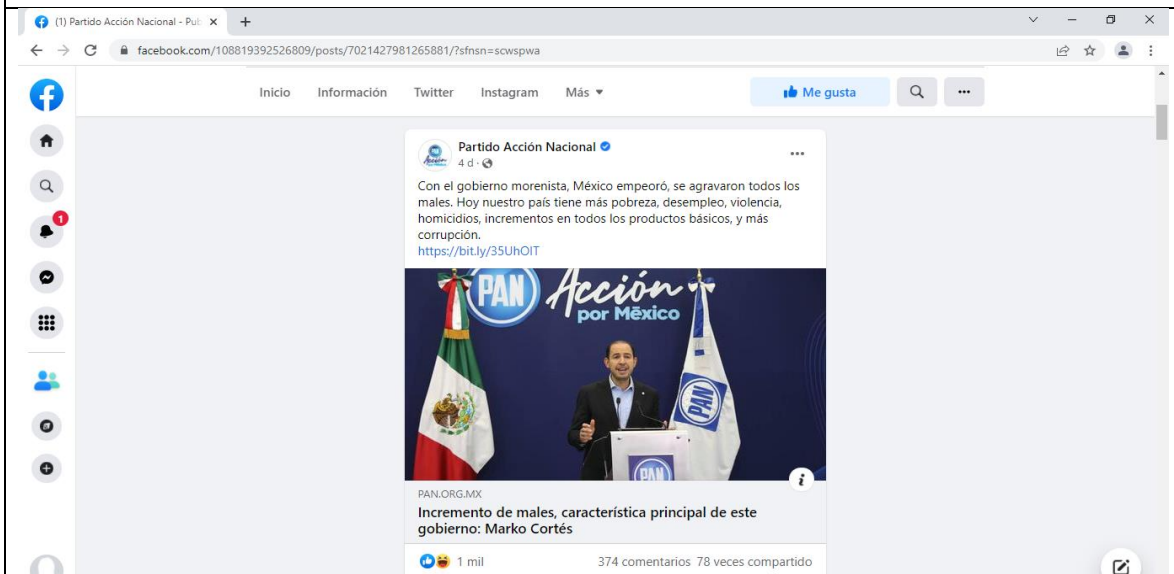 (1) Partido Acción Nacional - Pub
facebook.com/108819392526809/posts/7021427981265881/?sfnsn=scwspwa
Inicio Información Twitter Instagram Más Me gusta
1
Partido Acción Nacional
4 d
Con el gobierno morenista, México empeoró, se agravaron todos los
males. Hoy nuestro país tiene más pobreza, desempleo, violencia,
homicidios, incrementos en todos los productos básicos, y más
corrupción.
https://bit.ly/35UhOIT
PAN Acción
por México
PAN
PAN
PAN.ORG.MX
Incremento de males, característica principal de este
gobierno: Marko Cortés
1 mil 374 comentarios 78 veces compartido